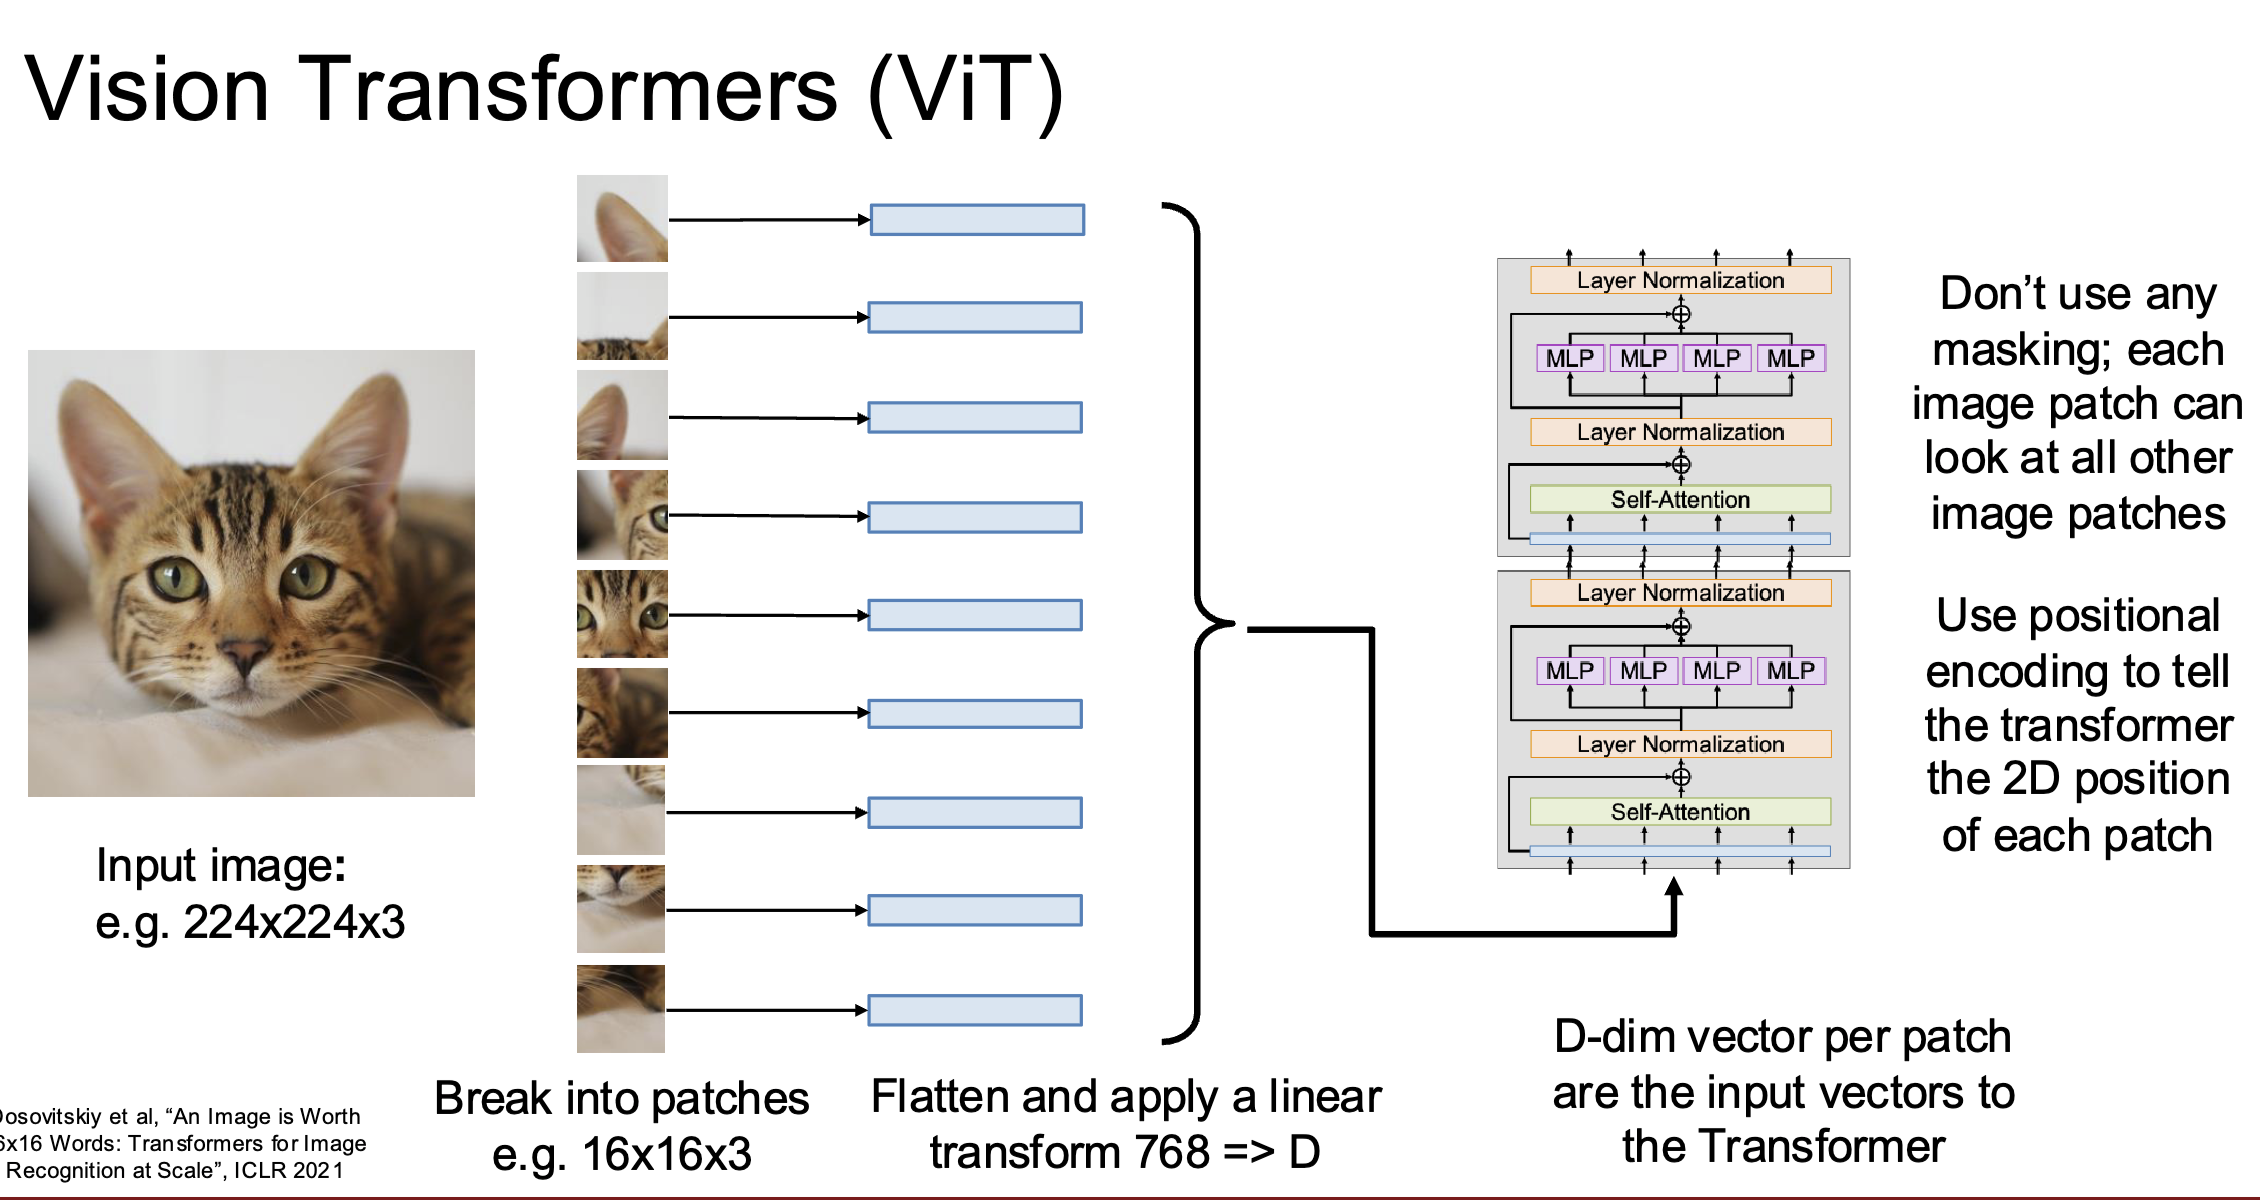 Vision Transformers (ViT)
Input image:
e.g. 224x224x3
Break into patches
e.g. 16x16x3
Flatten and apply a linear
transform 768 => D
Layer Normalization
MLP MLP MLP MLP
Layer Normalization
Self-Attention
Layer Normalization
MLP MLP MLP MLP
Layer Normalization
Self-Attention
D-dim vector per patch
are the input vectors to
the Transformer
Don’t use any
masking; each
image patch can
look at all other
image patches
Use positional
encoding to tell
the transformer
the 2D position
of each patch
Dosovitskiy et al, “An Image is Worth
6x16 Words: Transformers for Image
Recognition at Scale”, ICLR 2021